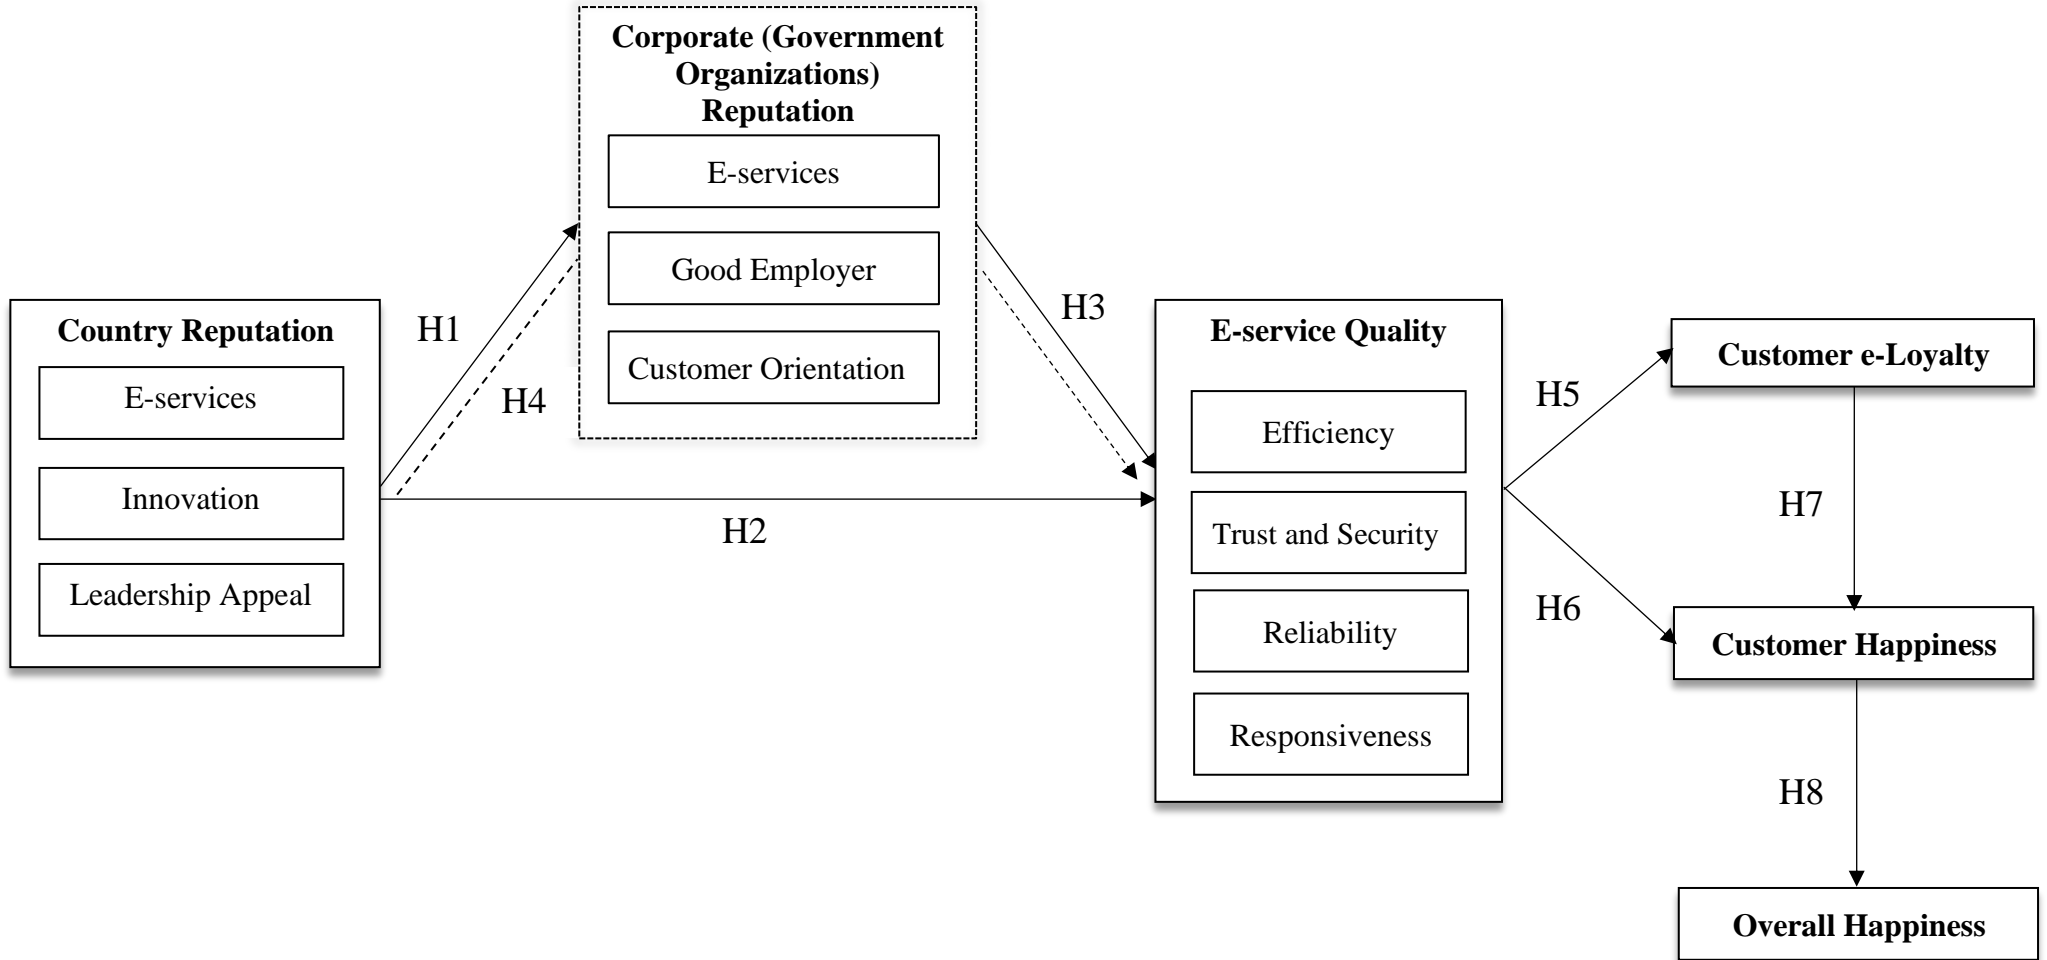 Corporate (Government
Organizations)
Reputation
E-services
Good Employer
Customer Orientation
Country Reputation
E-services
Innovation
Leadership Appeal
H1
H4
H2
H3
E-service Quality
Efficiency
Trust and Security
Reliability
Responsiveness
H5
H6
Customer e-Loyalty
H7
Customer Happiness
H8
Overall Happiness